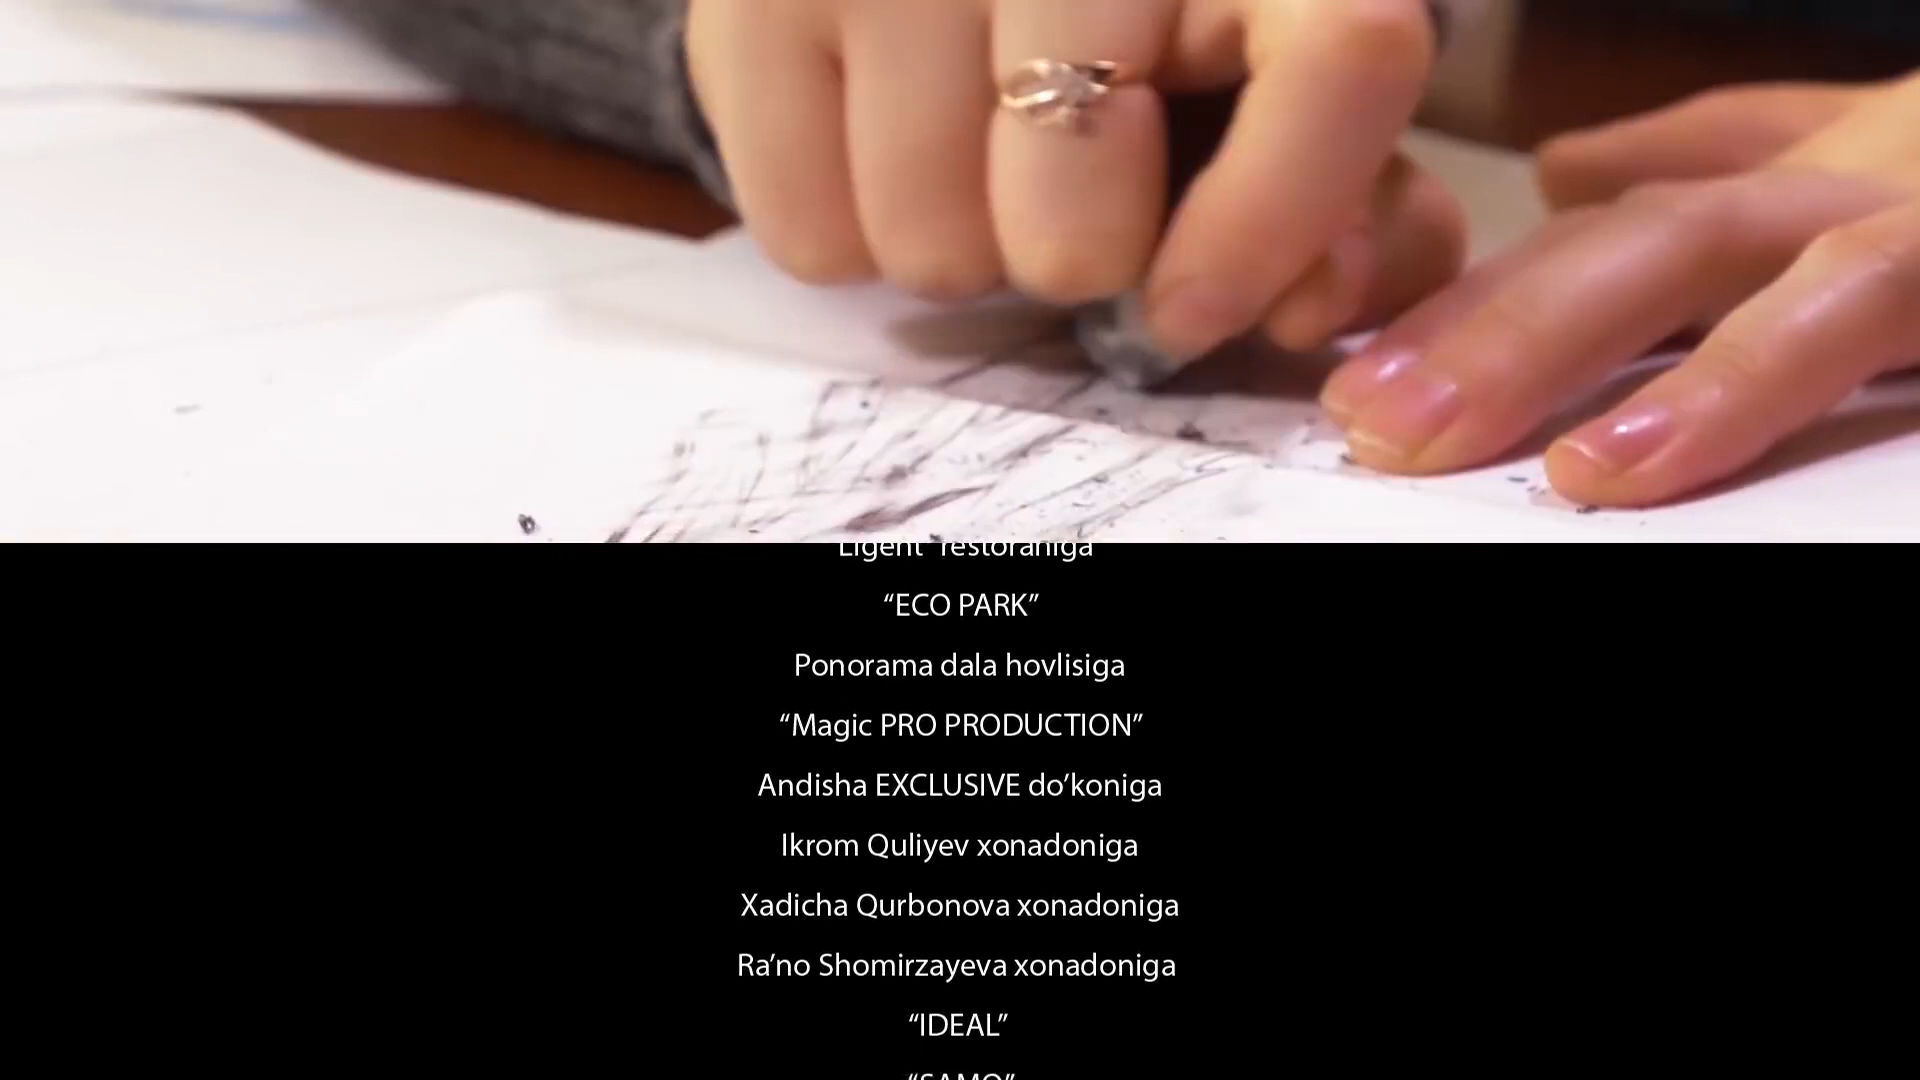 restoraniga
“ECO PARK”
Ponorama dala hovlisiga
“Magic PRO PRODUCTION”
Andisha EXCLUSIVE do’koniga
Ikrom Quliyev xonadoniga
Xadicha Qurbonova xonadoniga
Ra’no Shomirzayeva xonadoniga
“IDEAL”